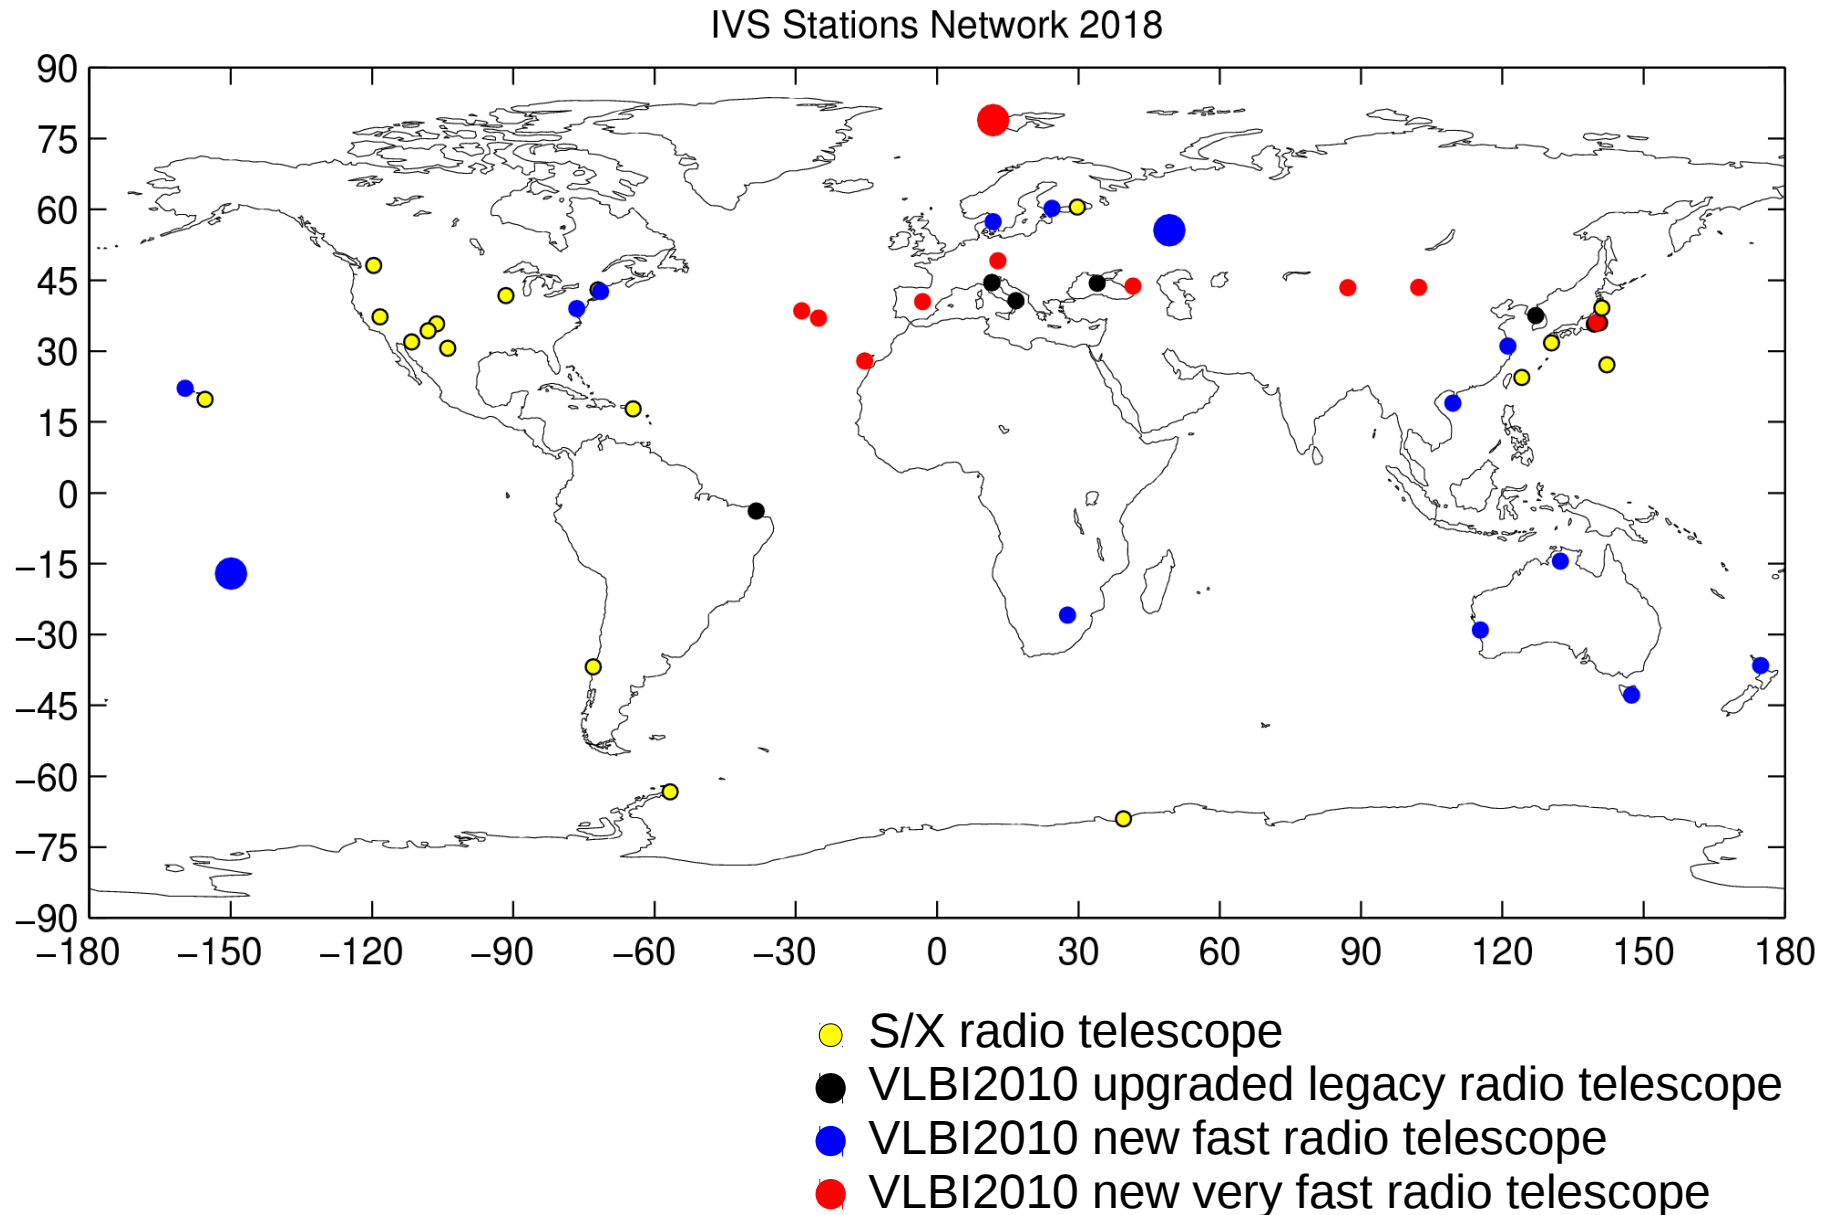 IVS Stations Network 2018
90
75
60
45
30
15
0
−15
−30
−45
−60
−75
−90
−180 −150 −120 −90 −60 −30 0 30 60 90 120 150 180
S/X radio telescope
VLBI2010 upgraded legacy radio telescope
VLBI2010 new fast radio telescope
VLBI2010 new very fast radio telescope